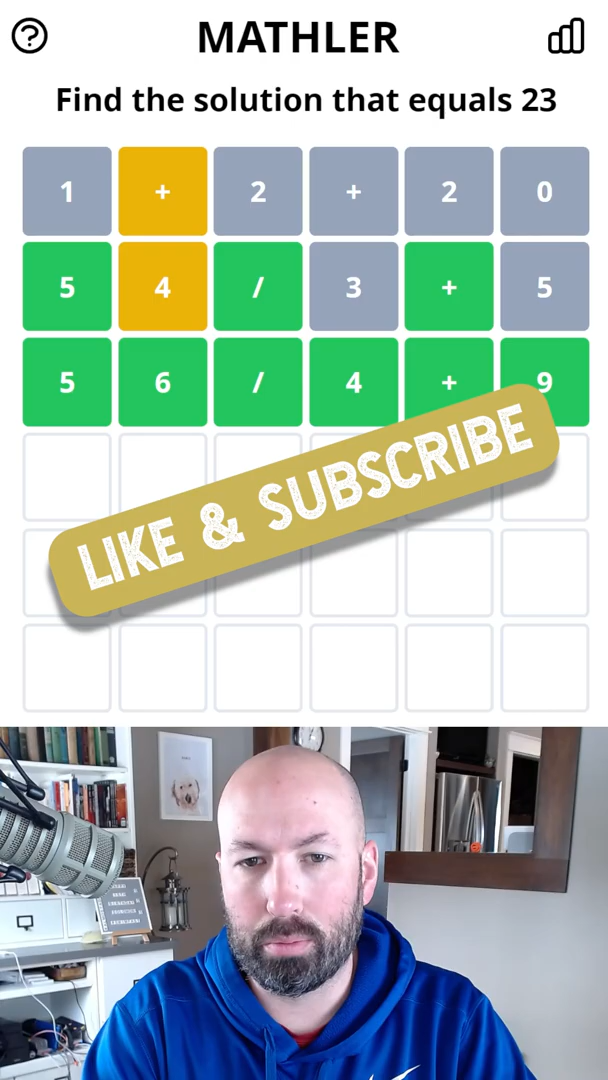 MATHLER
Find the solution that equals 23
1 + 2 + 2 0
5 4 / 3 + 5
5 6 / 4 + 9
LIKE & SUBSCRIBE